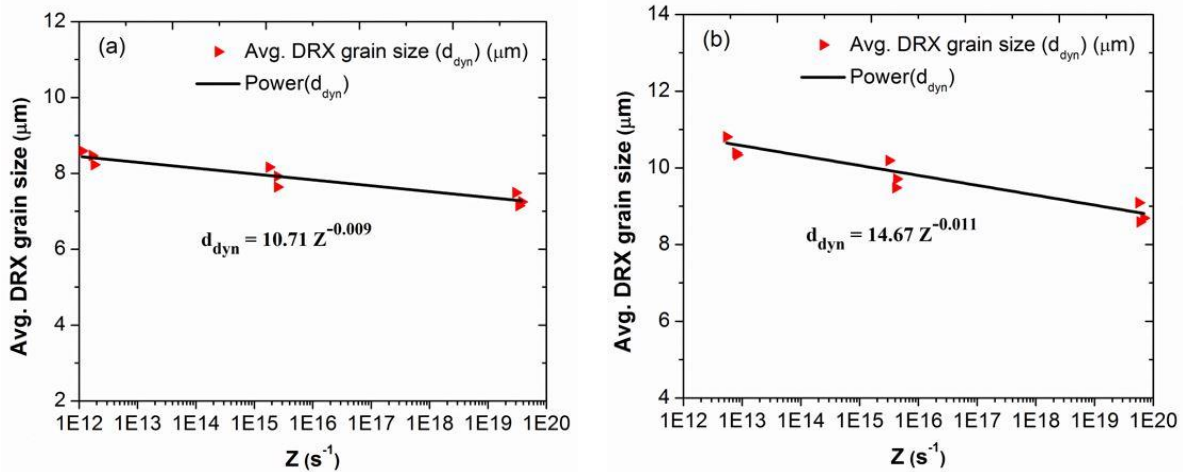 (a)
Avg. DRX grain size (d_dyn) (μm)
Power(d_dyn)
d_dyn = 10.71 Z^-0.009
Avg. DRX grain size (μm)
12
10
8
6
4
2
1E12 1E13 1E14 1E15 1E16 1E17 1E18 1E19 1E20
Z (s^-1)
(b)
Avg. DRX grain size (d_dyn) (μm)
Power(d_dyn)
d_dyn = 14.67 Z^-0.011
Avg. DRX grain size (μm)
14
12
10
8
6
4
1E12 1E13 1E14 1E15 1E16 1E17 1E18 1E19 1E20
Z (s^-1)